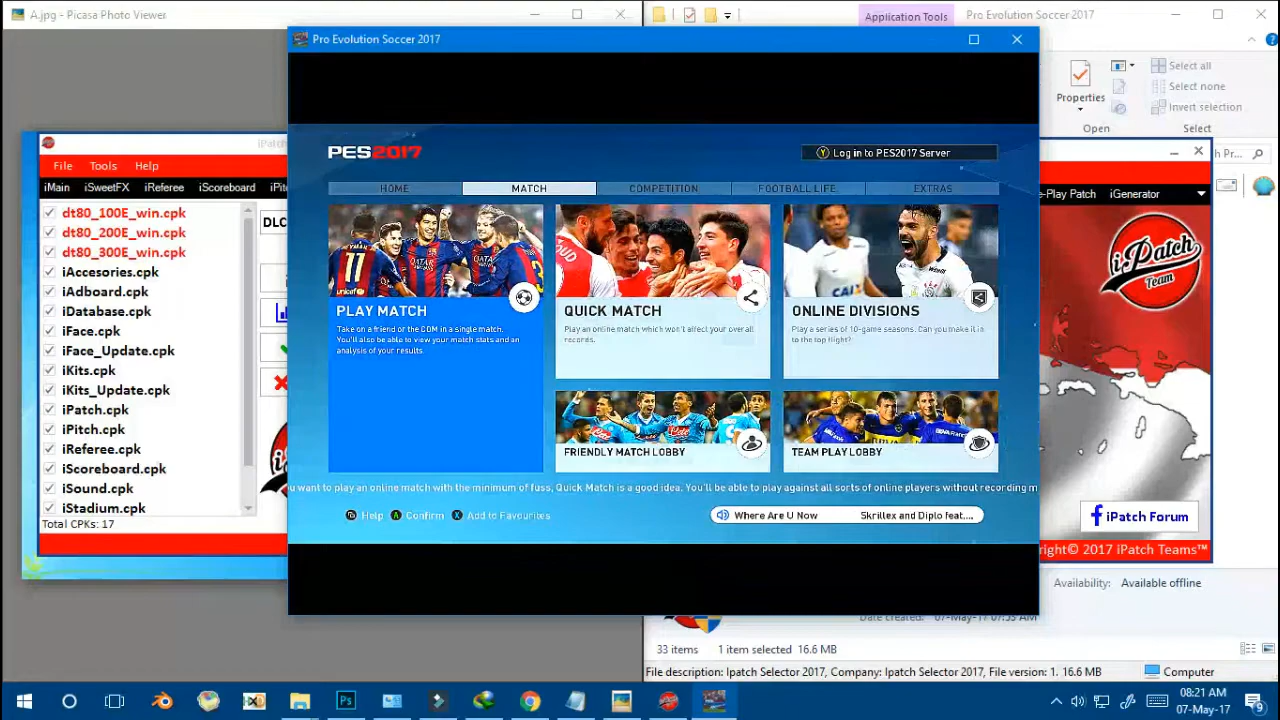 A.jpg - Picasa Photo Viewer
Application Tools
Pro Evolution Soccer 2017
Properties
Select all
Select none
Invert selection
Open
Select
File Tools Help
iMain iSweetFX iReferee iScoreboard
dt80_100E_win.cpk
dt80_200E_win.cpk
dt80_300E_win.cpk
iAccesories.cpk
iAdboard.cpk
iDatabase.cpk
iFace.cpk
iFace_Update.cpk
iKits.cpk
iKits_Update.cpk
iPatch.cpk
iPitch.cpk
iReferee.cpk
iScoreboard.cpk
iSound.cpk
iStadium.cpk
Total CPKs: 17
DLC
Pro Evolution Soccer 2017
PES2017
Y Log in to PES2017 Server
HOME MATCH COMPETITION FOOTBALL LIFE EXTRAS
PLAY MATCH
Take on a friend or the COM in a single match.
You'll also be able to view your match stats and an
analysis of your results.
QUICK MATCH
Play an online match which won't affect your overall
records.
ONLINE DIVISIONS
Play a series of 10-game seasons. Can you make it in
to the top flight?
FRIENDLY MATCH LOBBY
TEAM PLAY LOBBY
u want to play an online match with the minimum of fuss, Quick Match is a good idea. You'll be able to play against all sorts of online players without recording m
Help A Confirm X Add to Favourites
Where Are U Now Skrillex and Diplo feat....
e-Play Patch iGenerator
iPatch
Team
iPatch Forum
right© 2017 iPatch Teams™
Availability: Available offline
Date created: 07-May-17 07:53 AM
33 items 1 item selected 16.6 MB
File description: Ipatch Selector 2017, Company: Ipatch Selector 2017, File version: 1. 16.6 MB
Computer
08:21 AM
07-May-17